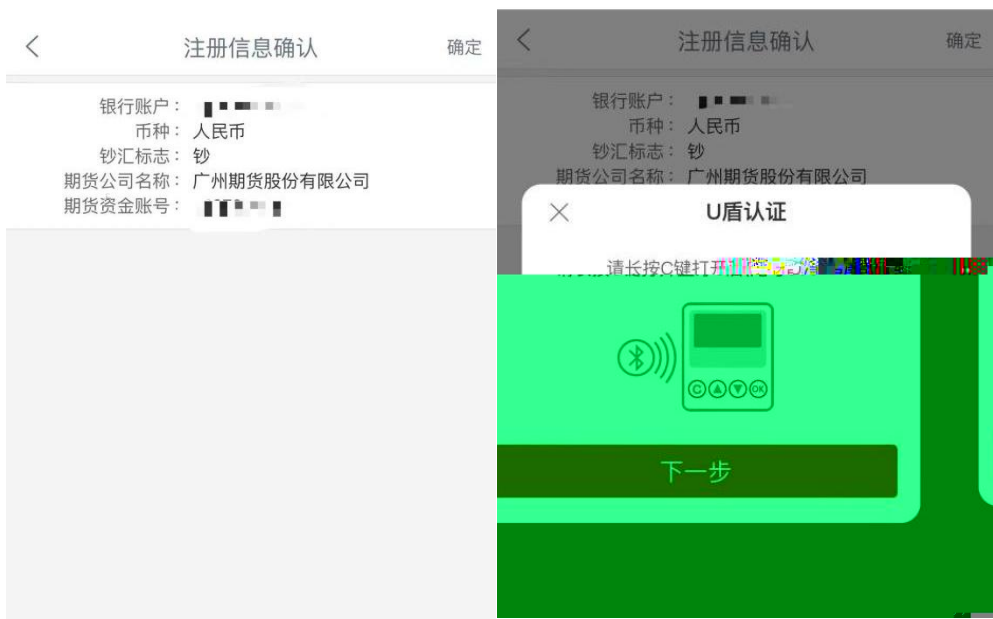 注册信息确认
确定
银行账户：
币种：人民币
钞汇标志：钞
期货公司名称：广州期货股份有限公司
期货资金账号：
注册信息确认
确定
银行账户：
币种：人民币
钞汇标志：钞
期货公司名称：广州期货股份有限公司
U盾认证
请长按C键打开
C
OK
下一步